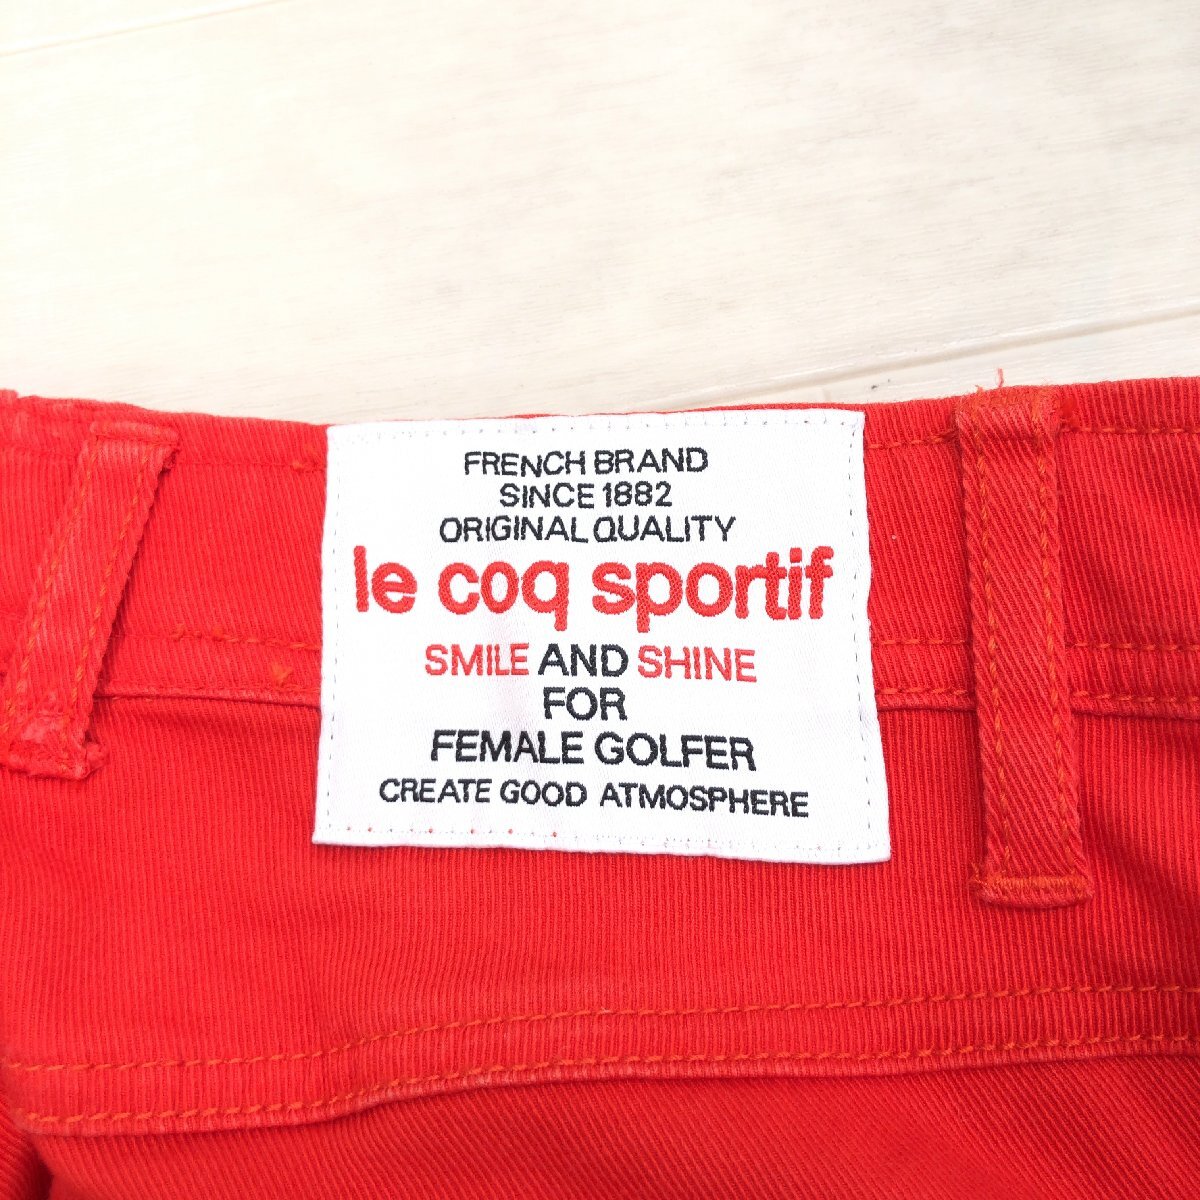 FRENCH BRAND
SINCE 1882
ORIGINAL QUALITY
le coq sportif
SMILE AND SHINE
FOR
FEMALE GOLFER
CREATE GOOD ATMOSPHERE